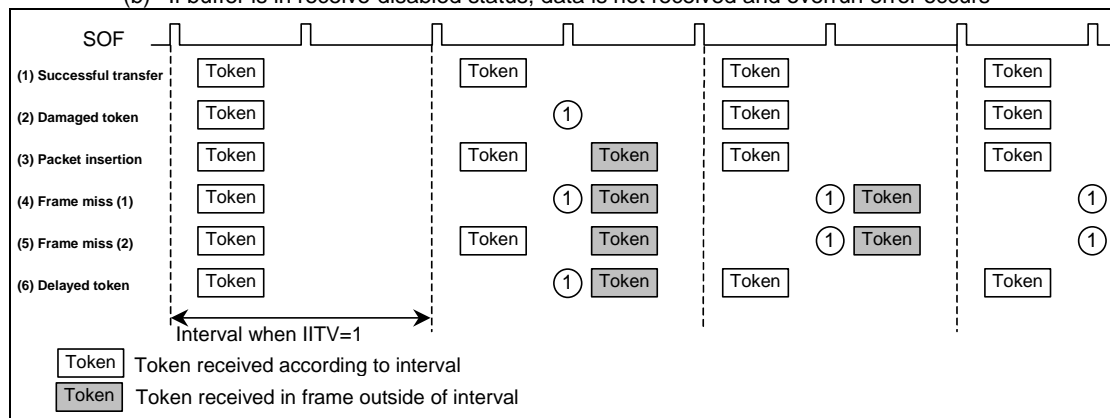 (b) If buffer is in receive disabled status, data is not received and overrun error occurs
SOF
(1) Successful transfer Token Token Token Token
(2) Damaged token Token 1 Token Token
(3) Packet insertion Token Token Token Token Token
(4) Frame miss (1) Token 1 Token 1 Token 1
(5) Frame miss (2) Token Token Token 1 Token 1
(6) Delayed token Token 1 Token Token Token
Interval when IITV=1
Token Token received according to interval
Token Token received in frame outside of interval